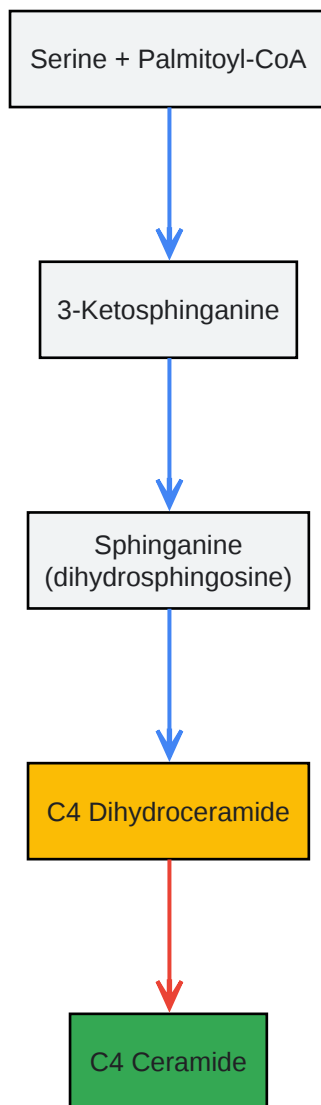 Serine + Palmitoyl-CoA
3-Ketosphinganine
Sphinganine
(dihydrosphingosine)
C4 Dihydroceramide
C4 Ceramide